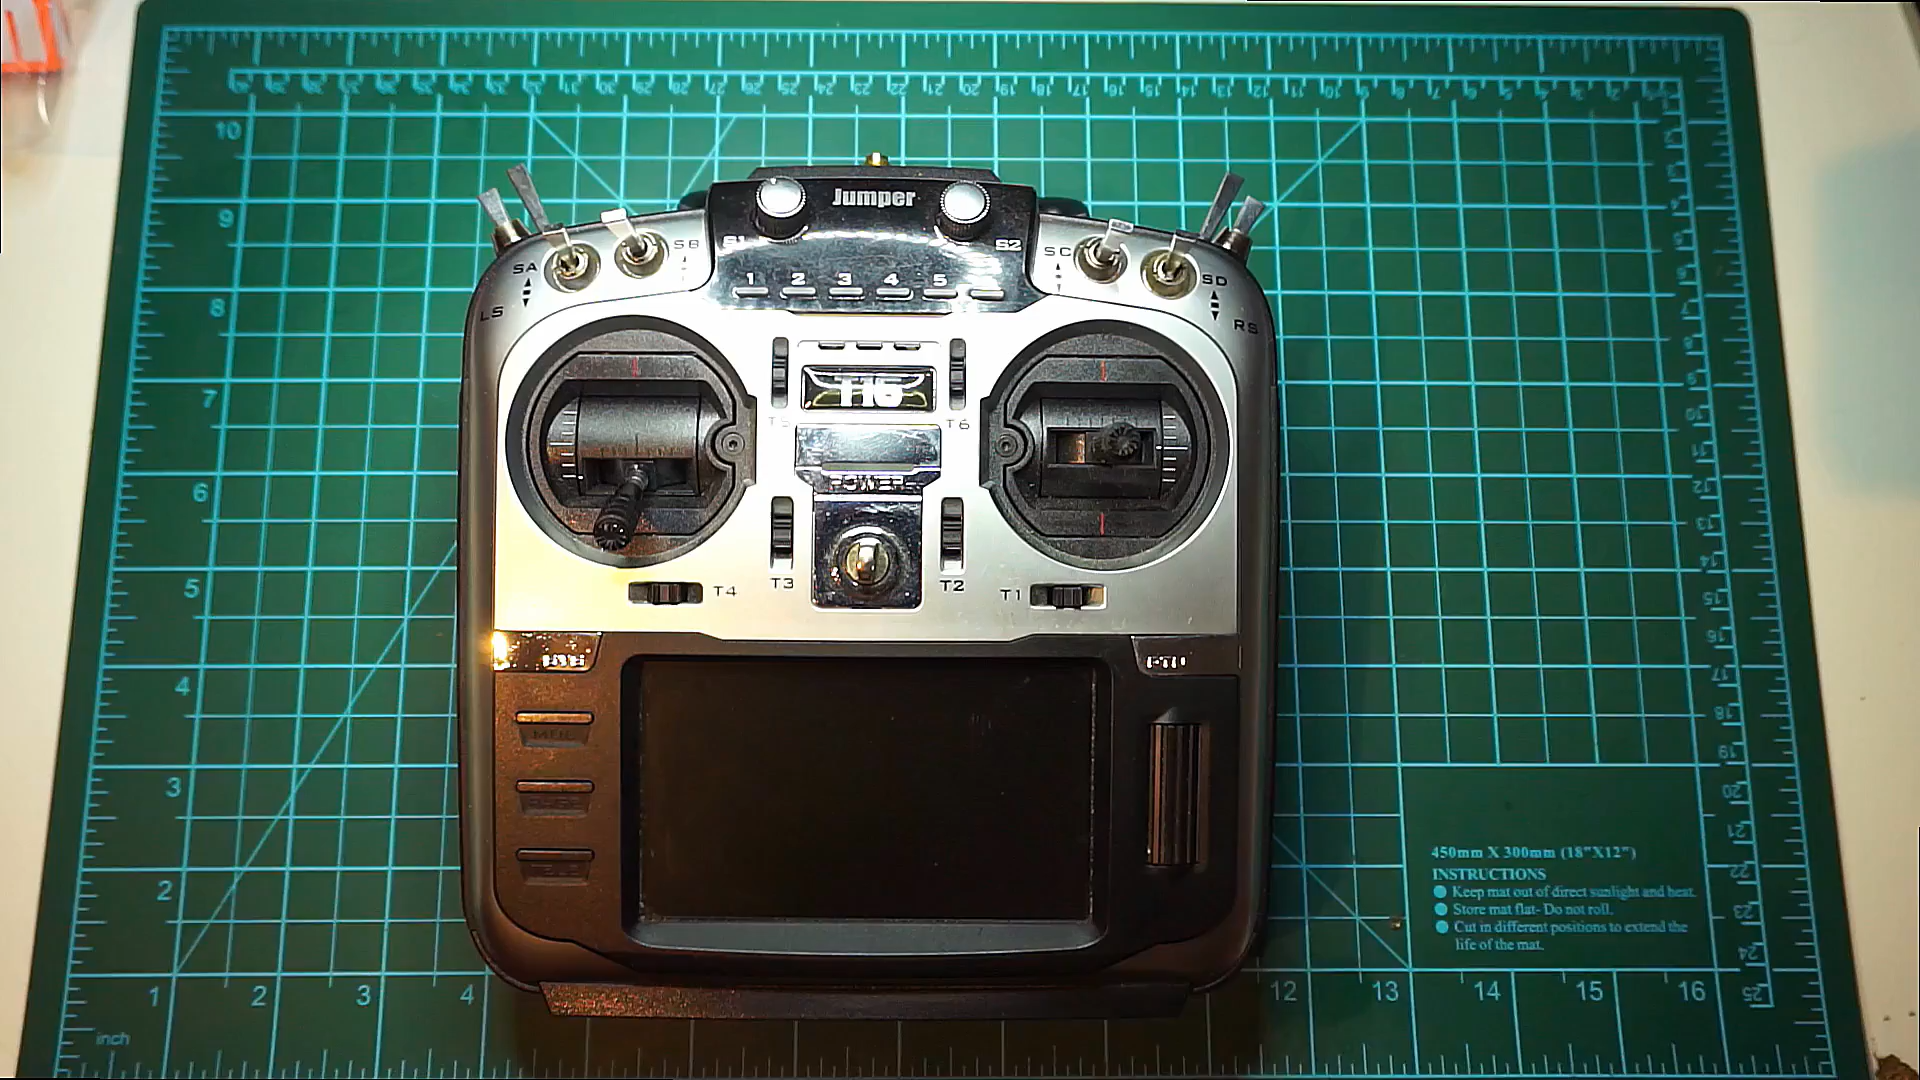 Jumper
S1 S2
SA SB SC SD
LS RS
1 2 3 4 5
T16
T5 T6
POWER
T3 T2
T4 T1
SYS
RTN
PAGE
TELE
10
9
8
7
6
5
4
3
2
1 2 3 4 12 13 14 15 16
inch
450mm X 300mm (18"X12")
INSTRUCTIONS
Keep mat out of direct sunlight and heat.
Store mat flat- Do not roll.
Cut in different positions to extend the
life of the mat.